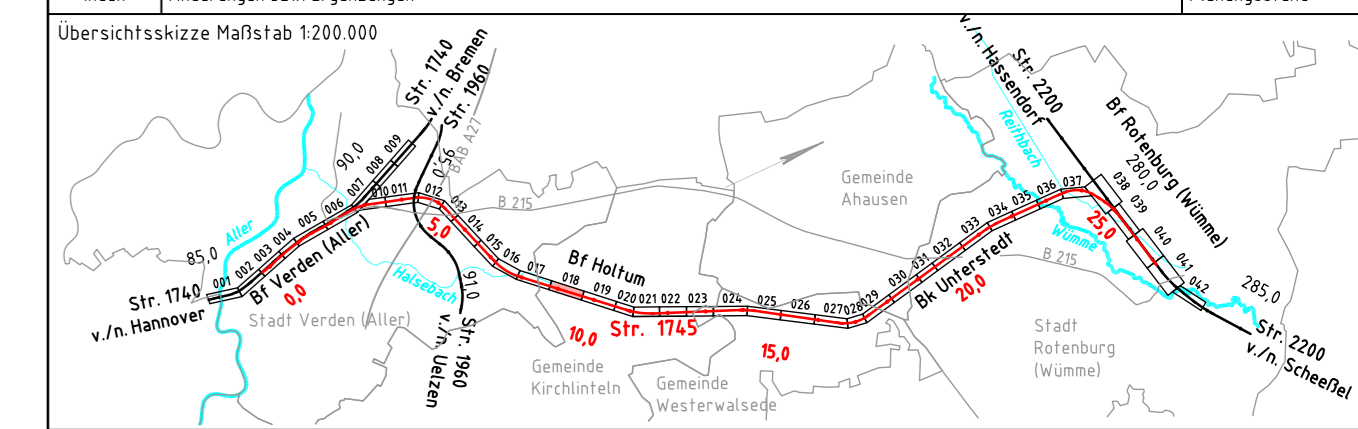 Übersichtsskizze Maßstab 1:200.000
Str. 1740
v./n. Bremen
Str. 1960
95,0
BAB A27
90,0
009
008
007
006
005
004
003
002
001
011
012
013
014
015
016
017
018
019
020
021
022
023
024
025
026
027
028
029
030
031
032
033
034
035
036
037
038
039
040
041
042
Aller
85,0
Str. 1740
v./n. Hannover
Bf Verden (Aller)
0,0
Stadt Verden (Aller)
Halsebach
5,0
91,0
Str. 1960
v./n. Uelzen
B 215
Bf Holtum
10,0
Str. 1745
Gemeinde
Kirchlinteln
Gemeinde
Westerwalsede
15,0
Gemeinde
Ahausen
Bk Unterstedt
20,0
v./n. Hassendorf
Str. 2200
Reithbach
Wümme
B 215
25,0
Bf Rotenburg (Wümme)
280,0
285,0
Stadt
Rotenburg
(Wümme)
Str. 2200
v./n. Scheeßel